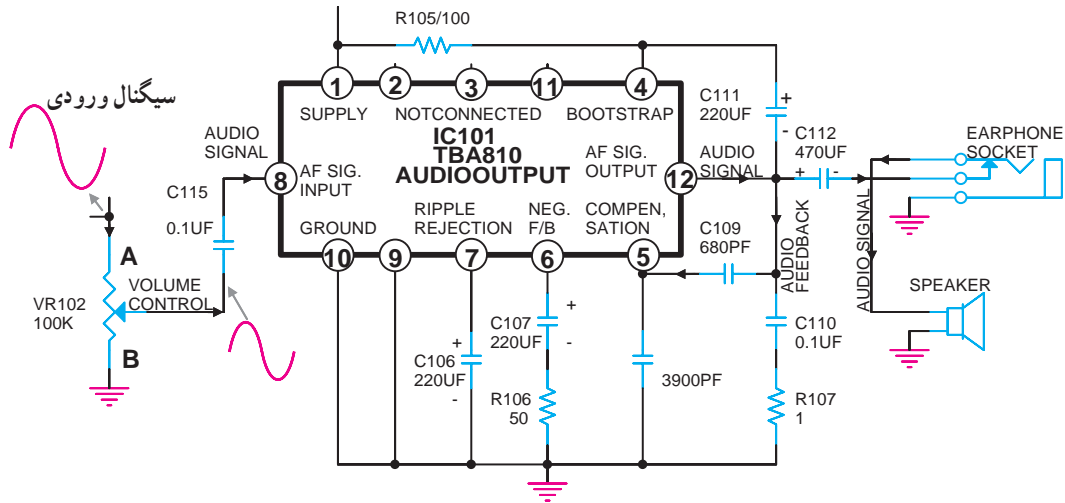 R105/100
سیگنال ورودی
1
2
3
11
4
SUPPLY
NOTCONNECTED
BOOTSTRAP
C111
220UF
+
-
IC101
TBA810
AUDIOOUTPUT
AUDIO
SIGNAL
8
AF SIG.
INPUT
AF SIG.
OUTPUT
12
AUDIO
SIGNAL
C112
470UF
+
-
EARPHONE
SOCKET
C115
0.1UF
GROUND
RIPPLE
REJECTION
NEG.
F/B
COMPEN,
SATION
10
9
7
6
5
C109
680PF
AUDIO
FEEDBACK
AUDIO SIGNAL
A
VOLUME
CONTROL
VR102
100K
B
SPEAKER
+
C106
220UF
-
C107
220UF
+
-
R106
50
3900PF
C110
0.1UF
R107
1